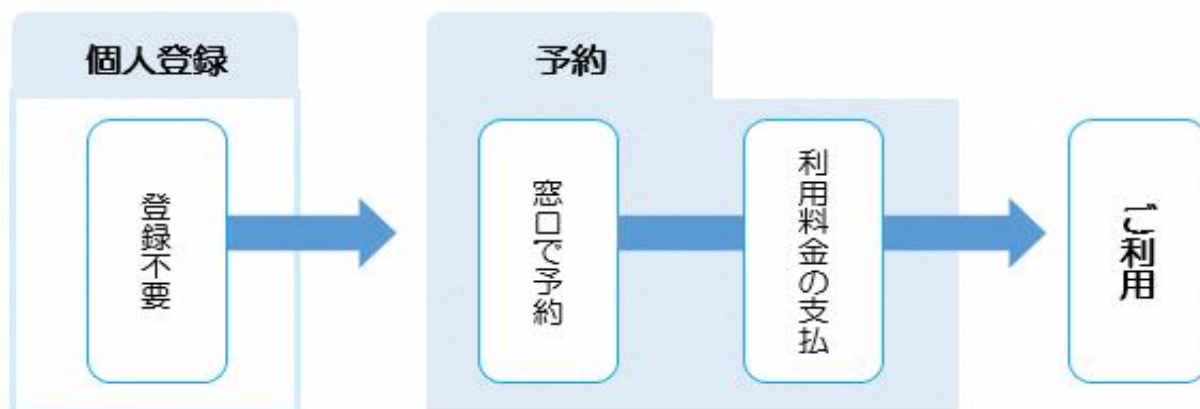 個人登録
登録不要
予約
窓口で予約
利用料金の支払
ご利用